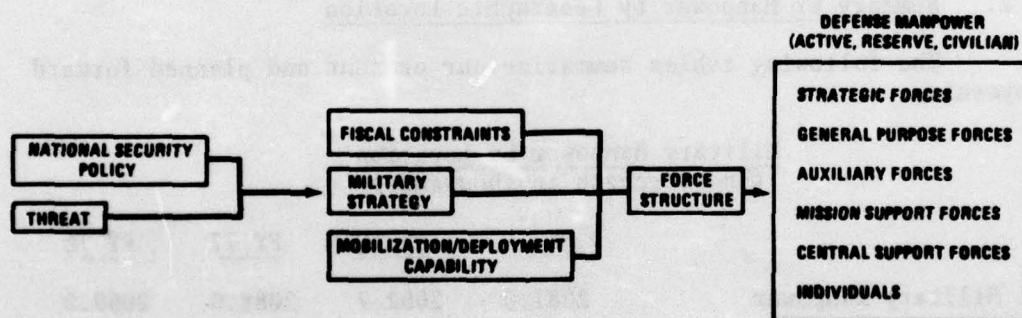 DEFENSE MANPOWER
(ACTIVE, RESERVE, CIVILIAN)
NATIONAL SECURITY
POLICY
THREAT
FISCAL CONSTRAINTS
MILITARY
STRATEGY
MOBILIZATION/DEPLOYMENT
CAPABILITY
FORCE
STRUCTURE
STRATEGIC FORCES
GENERAL PURPOSE FORCES
AUXILIARY FORCES
MISSION SUPPORT FORCES
CENTRAL SUPPORT FORCES
INDIVIDUALS